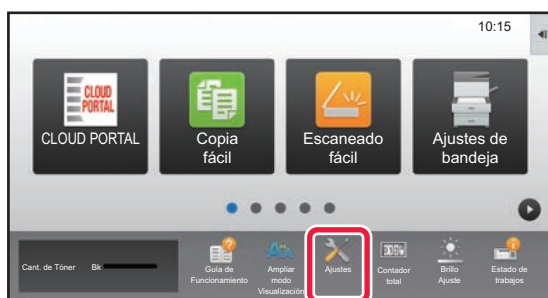 10:15
CLOUD
PORTAL
CLOUD PORTAL
Copia
fácil
Escaneado
fácil
Ajustes de
bandeja
Cant. de Tóner Bk
Guía de
Funcionamiento
Ampliar
modo
Visualización
Ajustes
Contador
total
Brillo
Ajuste
Estado de
trabajos